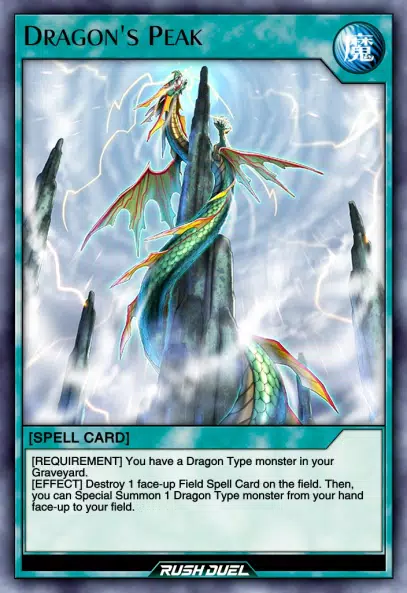 DRAGON'S PEAK
魔
[SPELL CARD]
[REQUIREMENT] You have a Dragon Type monster in your
Graveyard.
[EFFECT] Destroy 1 face-up Field Spell Card on the field. Then,
you can Special Summon 1 Dragon Type monster from your hand
face-up to your field.
RUSH DUEL